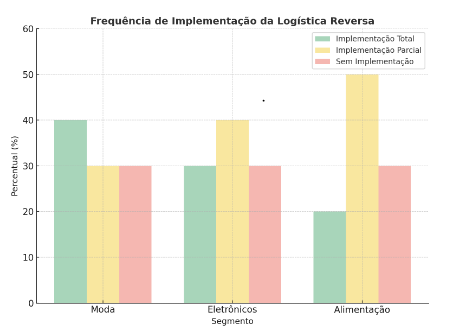 Frequência de Implementação da Logística Reversa
60
50
40
30
20
10
0
Percentual (%)
Implementação Total
Implementação Parcial
Sem Implementação
Moda
Eletrônicos
Alimentação
Segmento